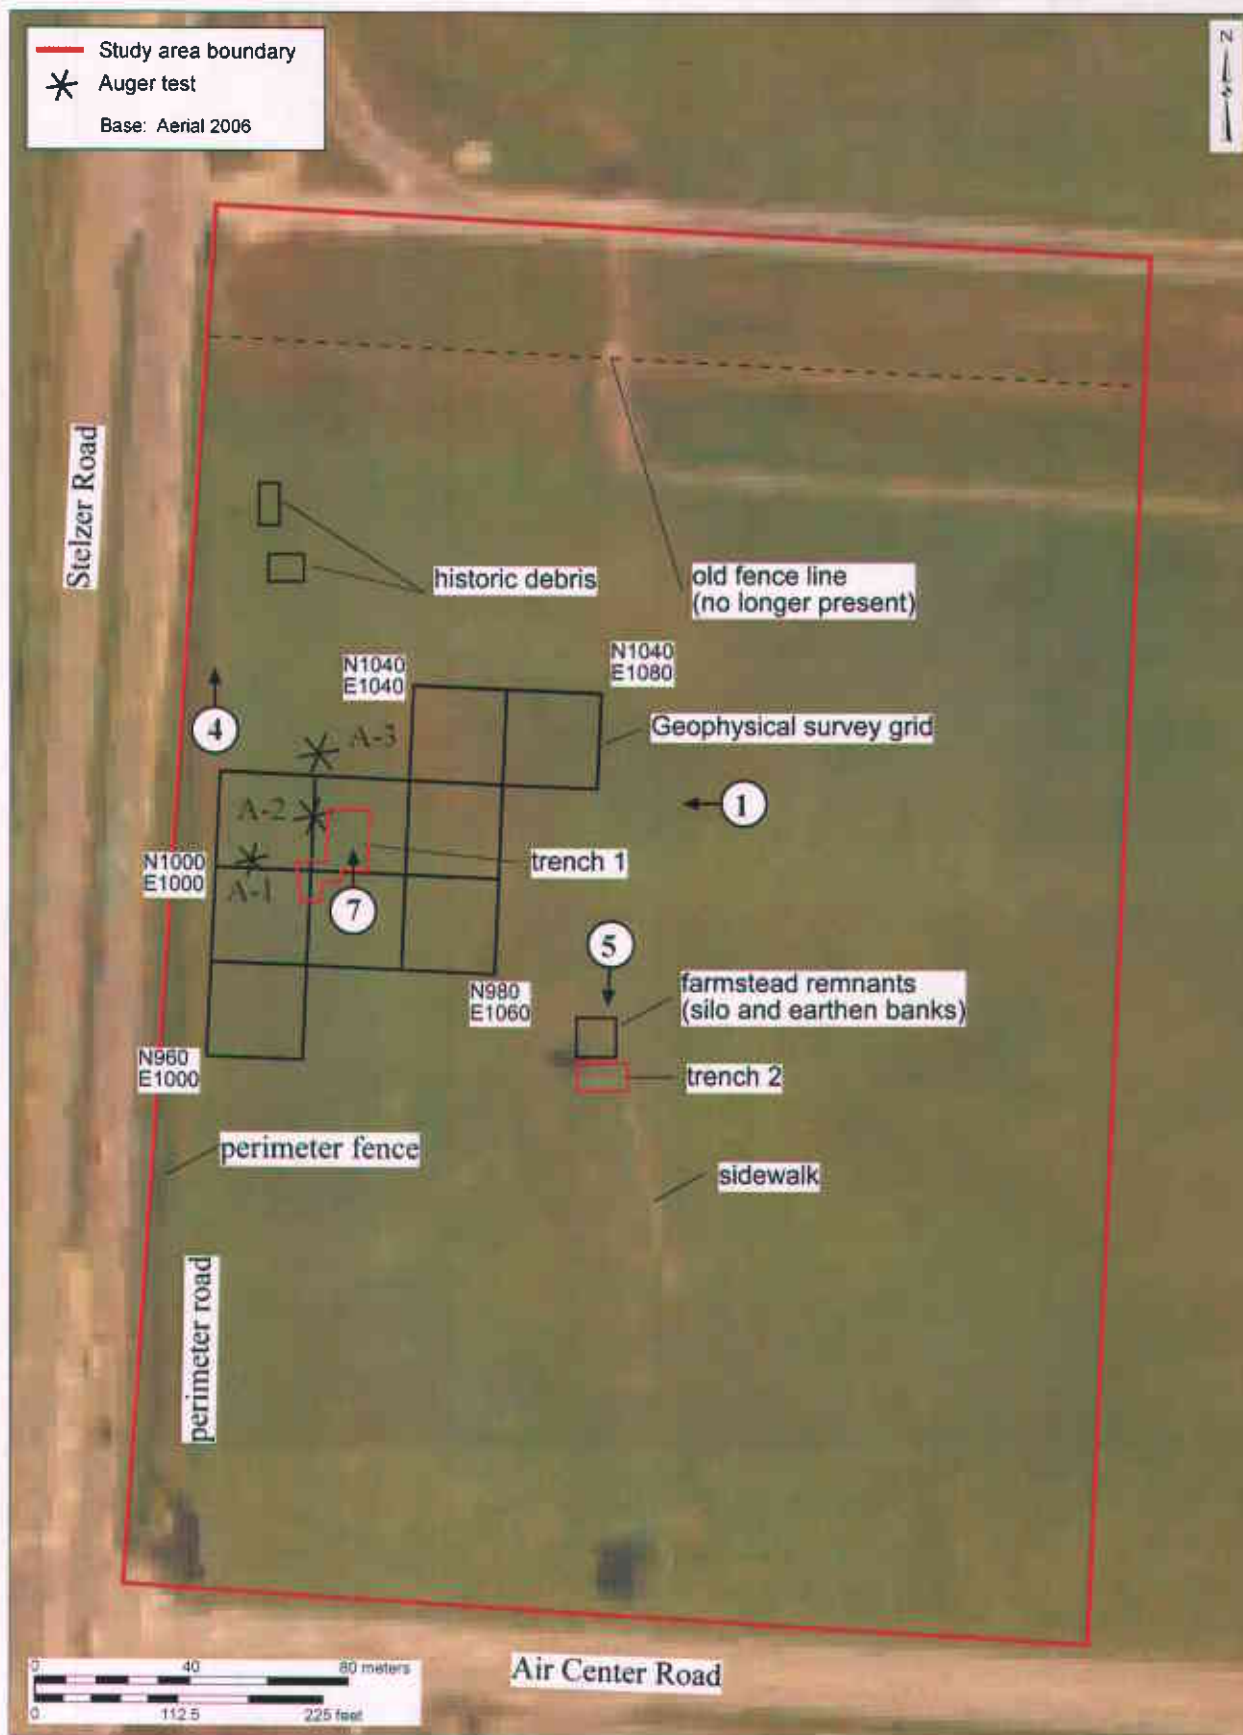 Study area boundary
Auger test
Base: Aerial 2006
N
Stelzer Road
historic debris
old fence line
(no longer present)
N1040
E1040
N1040
E1080
4
A-3
Geophysical survey grid
1
A-2
trench 1
N1000
E1000
A-1
7
5
farmstead remnants
(silo and earthen banks)
N980
E1060
trench 2
N960
E1000
perimeter fence
sidewalk
perimeter road
0 40 80 meters
0 112.5 225 feet
Air Center Road